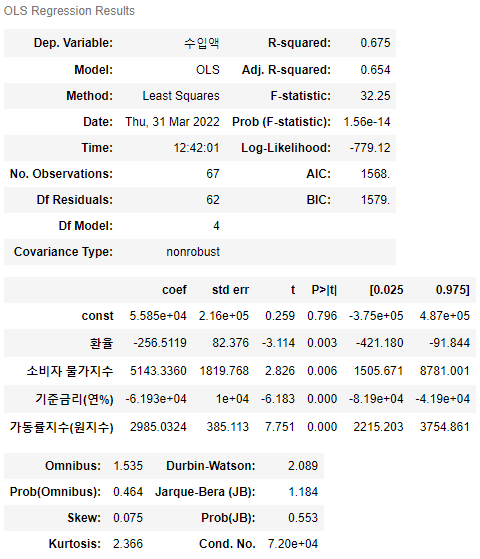 OLS Regression Results
Dep. Variable: 수입액 R-squared: 0.675
Model: OLS Adj. R-squared: 0.654
Method: Least Squares F-statistic: 32.25
Date: Thu, 31 Mar 2022 Prob (F-statistic): 1.56e-14
Time: 12:42:01 Log-Likelihood: -779.12
No. Observations: 67 AIC: 1568.
Df Residuals: 62 BIC: 1579.
Df Model: 4
Covariance Type: nonrobust
coef std err t P>|t| [0.025 0.975]
const 5.585e+04 2.16e+05 0.259 0.796 -3.75e+05 4.87e+05
환율 -256.5119 82.376 -3.114 0.003 -421.180 -91.844
소비자 물가지수 5143.3360 1819.768 2.826 0.006 1505.671 8781.001
기준금리(연%) -6.193e+04 1e+04 -6.183 0.000 -8.19e+04 -4.19e+04
가동률지수(원지수) 2985.0324 385.113 7.751 0.000 2215.203 3754.861
Omnibus: 1.535 Durbin-Watson: 2.089
Prob(Omnibus): 0.464 Jarque-Bera (JB): 1.184
Skew: 0.075 Prob(JB): 0.553
Kurtosis: 2.366 Cond. No. 7.20e+04